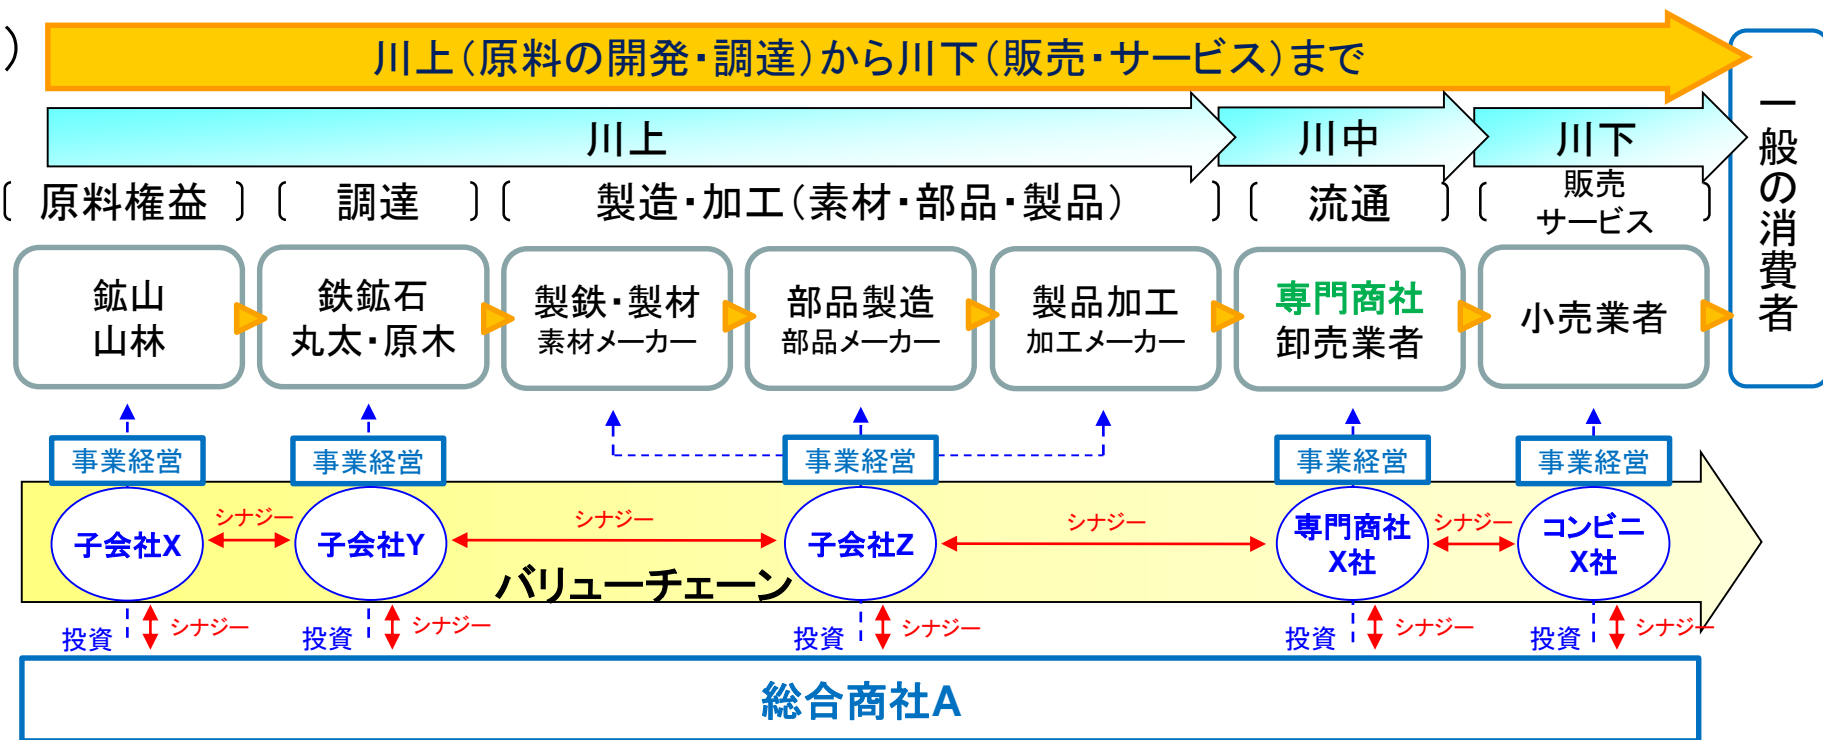 ）
川上（原料の開発・調達）から川下（販売・サービス）まで
川上
川中
川下
一般の消費者
〔 原料権益 〕
〔 調達 〕
〔 製造・加工（素材・部品・製品） 〕
〔 流通 〕
〔 販売
サービス 〕
鉱山
山林
鉄鉱石
丸太・原木
製鉄・製材
素材メーカー
部品製造
部品メーカー
製品加工
加工メーカー
専門商社
卸売業者
小売業者
事業経営
事業経営
事業経営
事業経営
事業経営
子会社X
シナジー
子会社Y
シナジー
子会社Z
シナジー
専門商社
X社
シナジー
コンビニ
X社
バリューチェーン
投資
シナジー
投資
シナジー
投資
シナジー
投資
シナジー
投資
シナジー
総合商社A